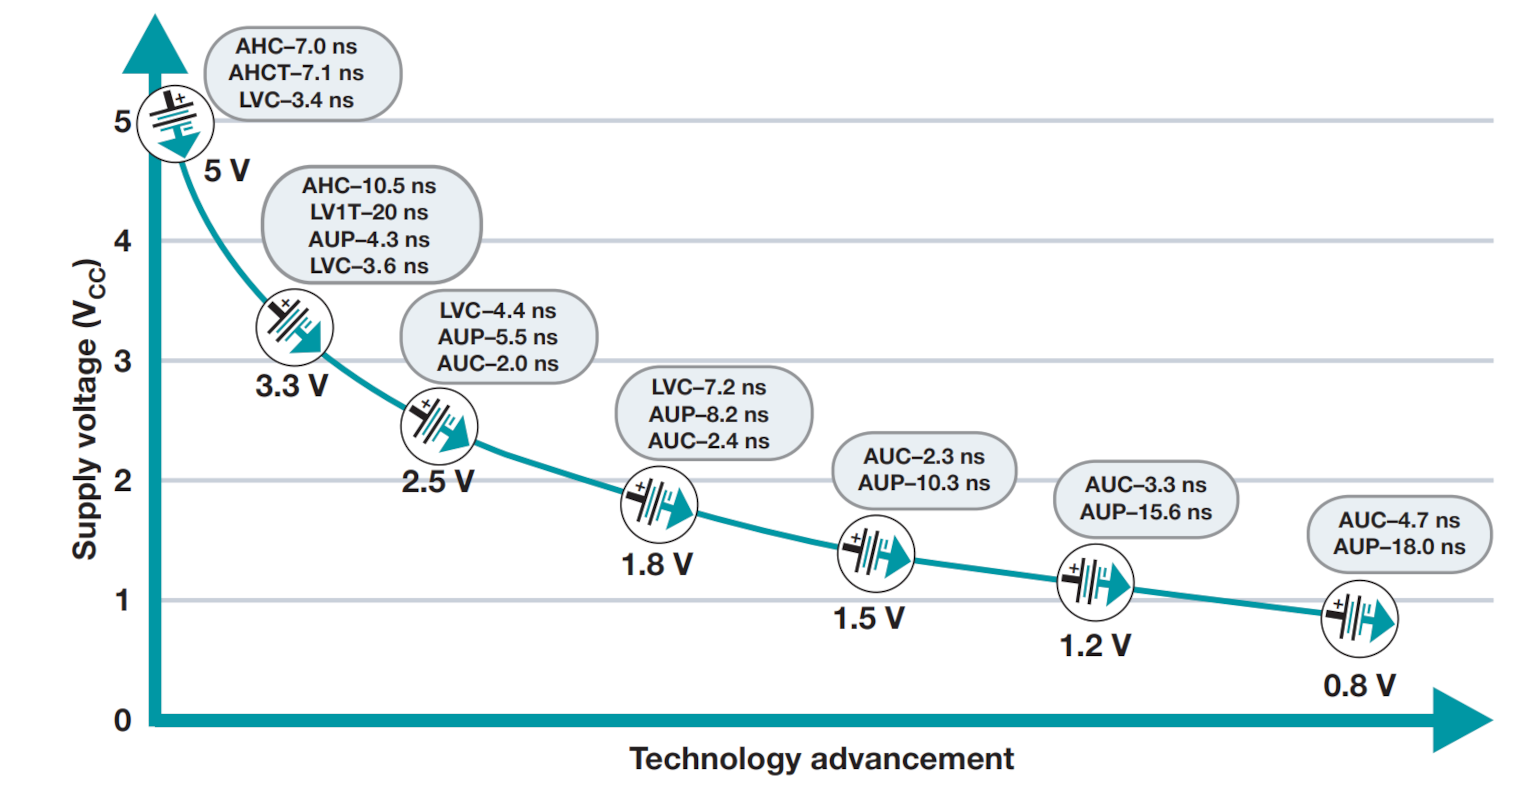 AHC–7.0 ns
AHCT–7.1 ns
LVC–3.4 ns
5
5 V
AHC–10.5 ns
LV1T–20 ns
AUP–4.3 ns
LVC–3.6 ns
4
3.3 V
LVC–4.4 ns
AUP–5.5 ns
AUC–2.0 ns
3
2.5 V
LVC–7.2 ns
AUP–8.2 ns
AUC–2.4 ns
2
1.8 V
AUC–2.3 ns
AUP–10.3 ns
1.5 V
AUC–3.3 ns
AUP–15.6 ns
1
1.2 V
AUC–4.7 ns
AUP–18.0 ns
0.8 V
0
Supply voltage (VCC)
Technology advancement